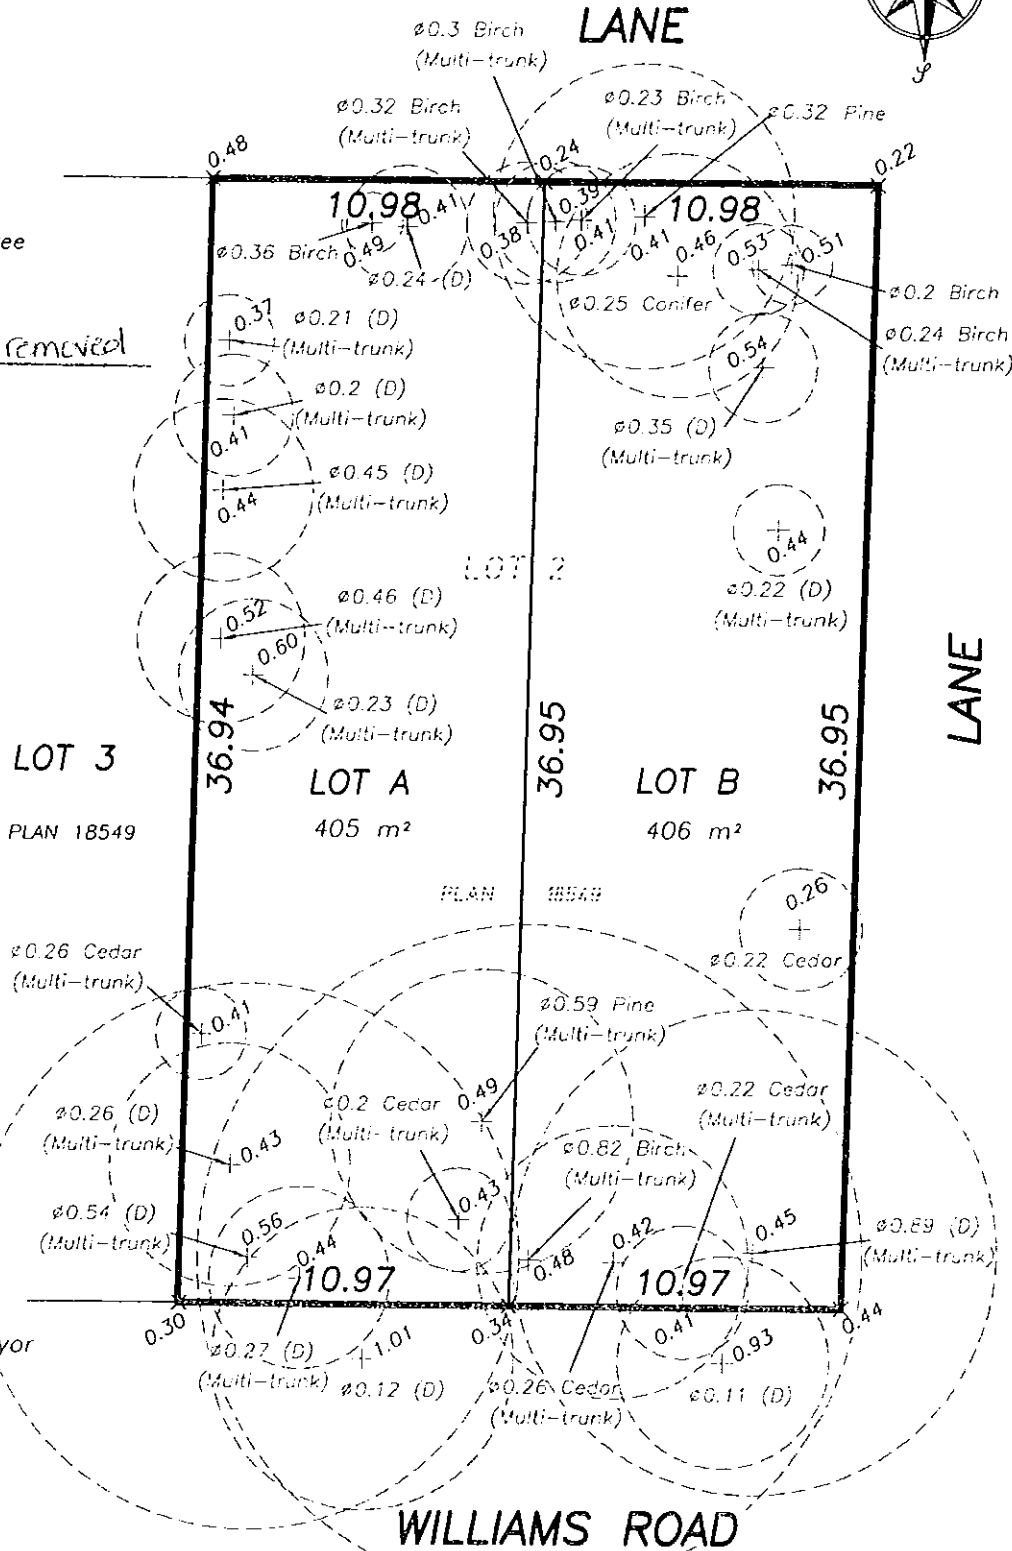 LANE
S
ø0.3 Birch
(Multi-trunk)
ø0.32 Birch
(Multi-trunk)
ø0.23 Birch
(Multi-trunk)
ø0.32 Pine
0.48
0.24
0.22
10.98
0.41
0.39
10.98
ø0.36 Birch
0.49
0.38
0.41
0.41
0.46
0.53
0.51
ø0.24 (D)
ø0.25 Conifer
ø0.2 Birch
ø0.24 Birch
(Multi-trunk)
removed
0.37
ø0.21 (D)
(Multi-trunk)
0.54
ø0.2 (D)
(Multi-trunk)
0.41
ø0.35 (D)
(Multi-trunk)
ø0.45 (D)
(Multi-trunk)
0.44
0.44
LOT 2
ø0.22 (D)
(Multi-trunk)
ø0.46 (D)
(Multi-trunk)
0.52
0.60
ø0.23 (D)
(Multi-trunk)
LANE
36.94
36.95
36.95
LOT 3
PLAN 18549
LOT A
405 m²
LOT B
406 m²
PLAN 18549
0.26
ø0.22 Cedar
ø0.26 Cedar
(Multi-trunk)
0.41
ø0.59 Pine
(Multi-trunk)
0.49
ø0.26 (D)
(Multi-trunk)
0.43
ø0.2 Cedar
(Multi-trunk)
ø0.22 Cedar
(Multi-trunk)
ø0.82 Birch
(Multi-trunk)
ø0.54 (D)
(Multi-trunk)
0.56
0.44
0.43
0.48
0.42
0.45
ø0.89 (D)
(Multi-trunk)
10.97
10.97
0.30
0.34
0.41
0.44
ø0.27 (D)
(Multi-trunk)
1.01
ø0.12 (D)
ø0.26 Cedar
(Multi-trunk)
0.93
ø0.11 (D)
WILLIAMS ROAD